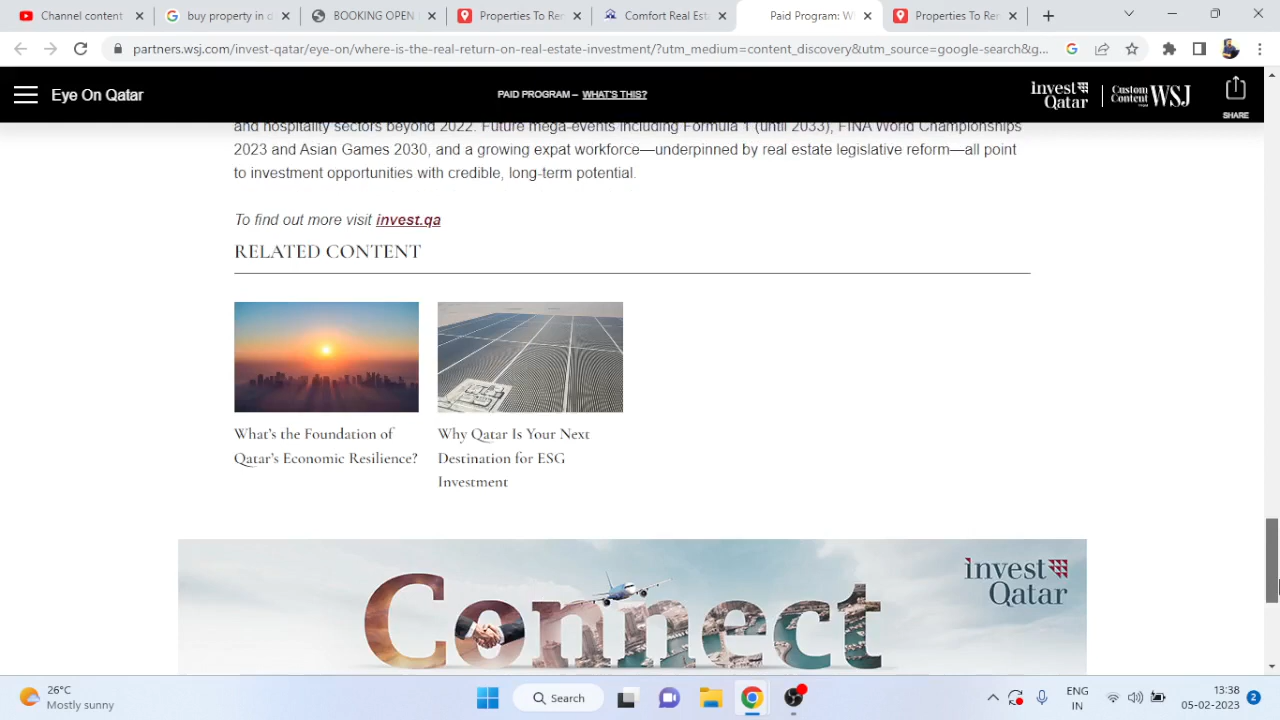 Channel content
buy property in d
BOOKING OPEN
Properties To Ren
Comfort Real Esta
Paid Program: W
Properties To Ren
partners.wsj.com/invest-qatar/eye-on/where-is-the-real-return-on-real-estate-investment/?utm_medium=content_discovery&utm_source=google-search&g...
Eye On Qatar
PAID PROGRAM – WHAT'S THIS?
invest Qatar
Custom Content WSJ
SHARE
and hospitality sectors beyond 2022. Future mega-events including Formula 1 (until 2033), FINA World Championships
2023 and Asian Games 2030, and a growing expat workforce—underpinned by real estate legislative reform—all point
to investment opportunities with credible, long-term potential.
To find out more visit invest.qa
RELATED CONTENT
What's the Foundation of
Qatar's Economic Resilience?
Why Qatar Is Your Next
Destination for ESG
Investment
invest
Qatar
Connect
26°C
Mostly sunny
Search
ENG
IN
13:38
05-02-2023
2